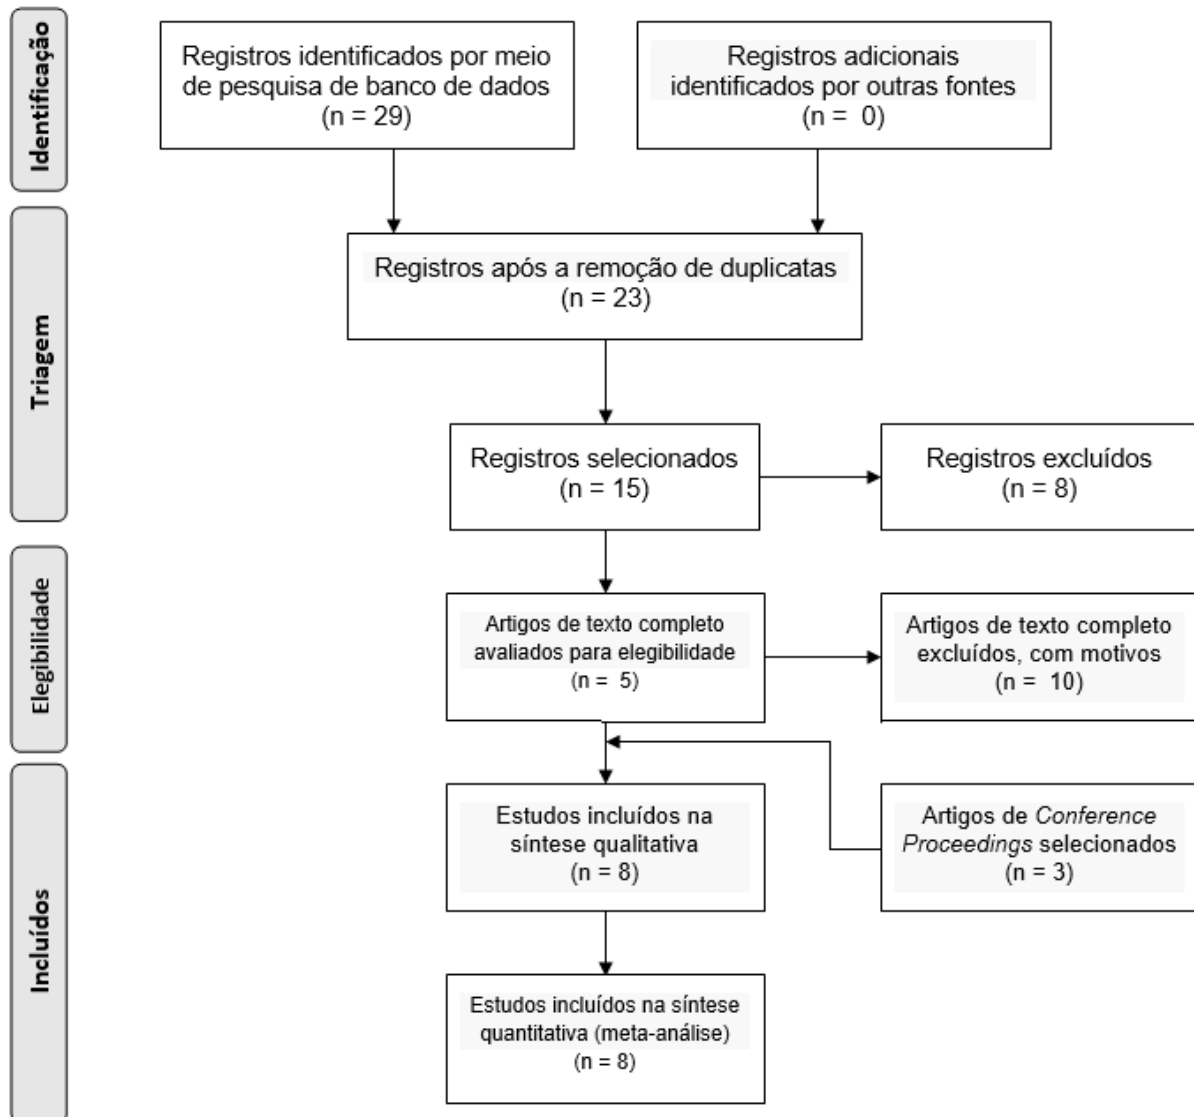 Identificação
Registros identificados por meio
de pesquisa de banco de dados
(n = 29)
Registros adicionais
identificados por outras fontes
(n = 0)
Triagem
Registros após a remoção de duplicatas
(n = 23)
Registros selecionados
(n = 15)
Registros excluídos
(n = 8)
Elegibilidade
Artigos de texto completo
avaliados para elegibilidade
(n = 5)
Artigos de texto completo
excluídos, com motivos
(n = 10)
Incluídos
Estudos incluídos na
síntese qualitativa
(n = 8)
Artigos de Conference
Proceedings selecionados
(n = 3)
Estudos incluídos na síntese
quantitativa (meta-análise)
(n = 8)